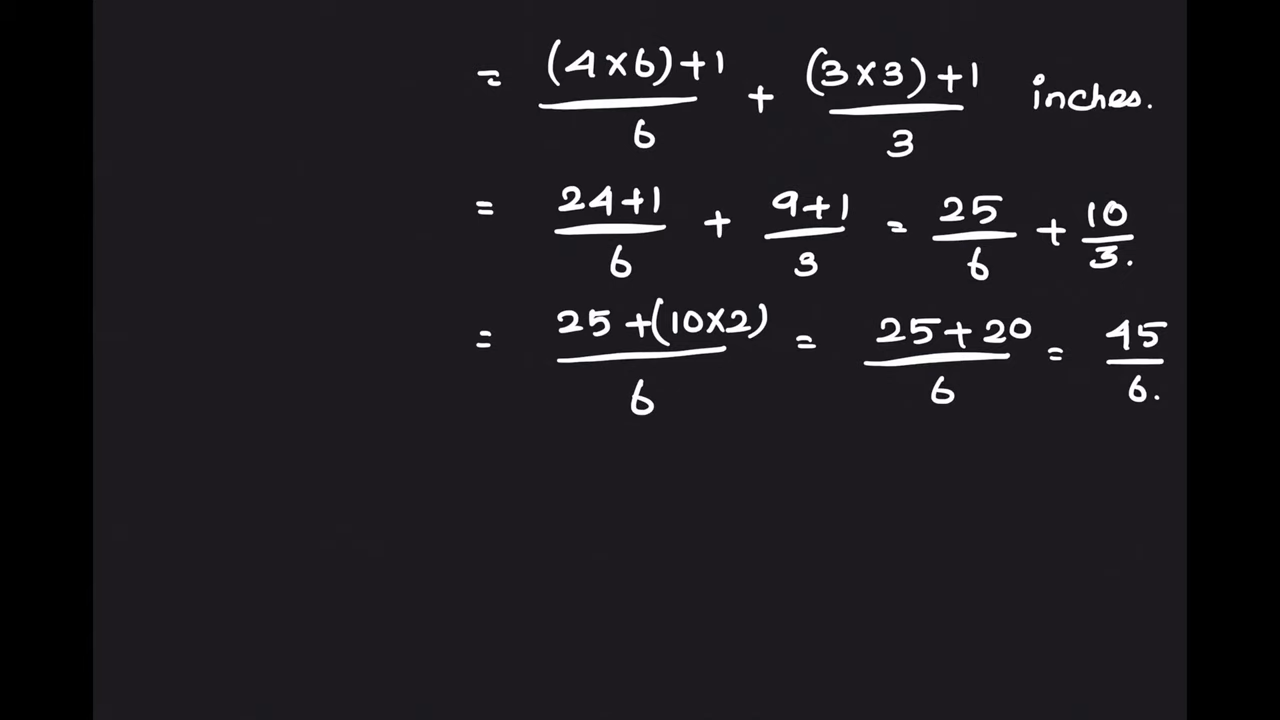 = (4×6)+1/6 + (3×3)+1/3 inches.
= 24+1/6 + 9+1/3 = 25/6 + 10/3.
= 25+(10×2)/6 = 25+20/6 = 45/6.